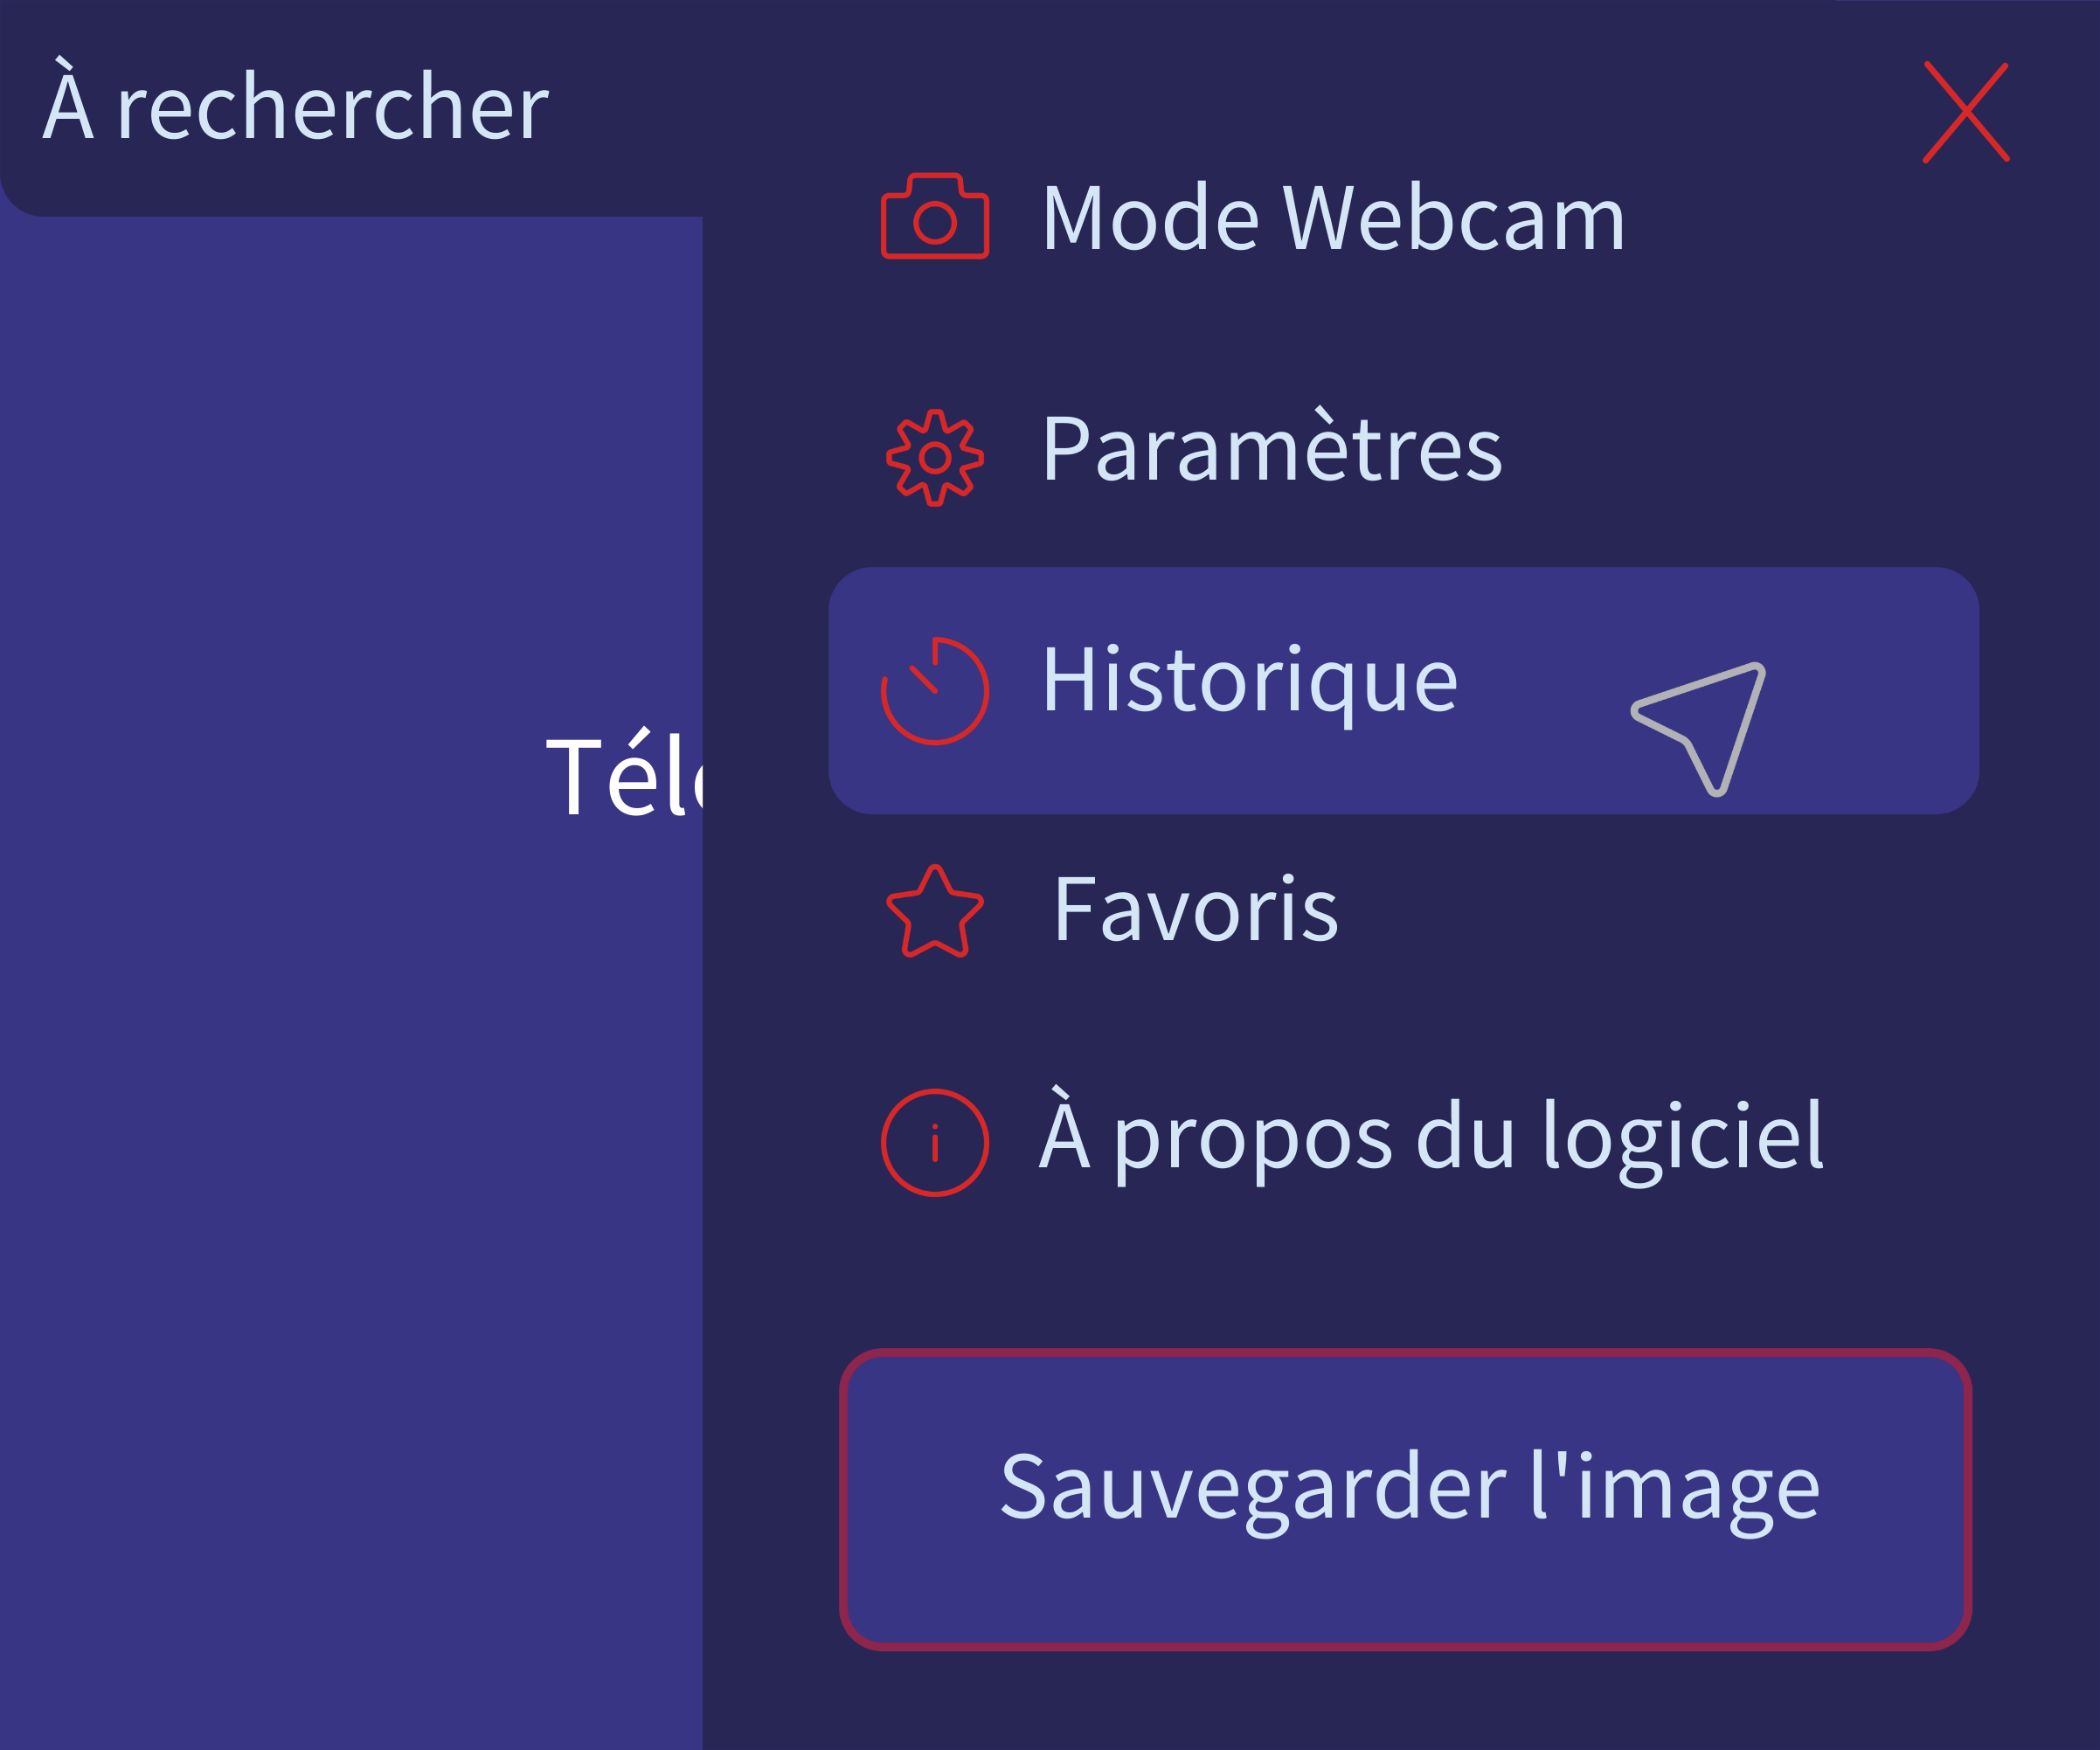 À rechercher
Mode Webcam
Paramètres
Historique
Favoris
À propos du logiciel
Sauvegarder l'image